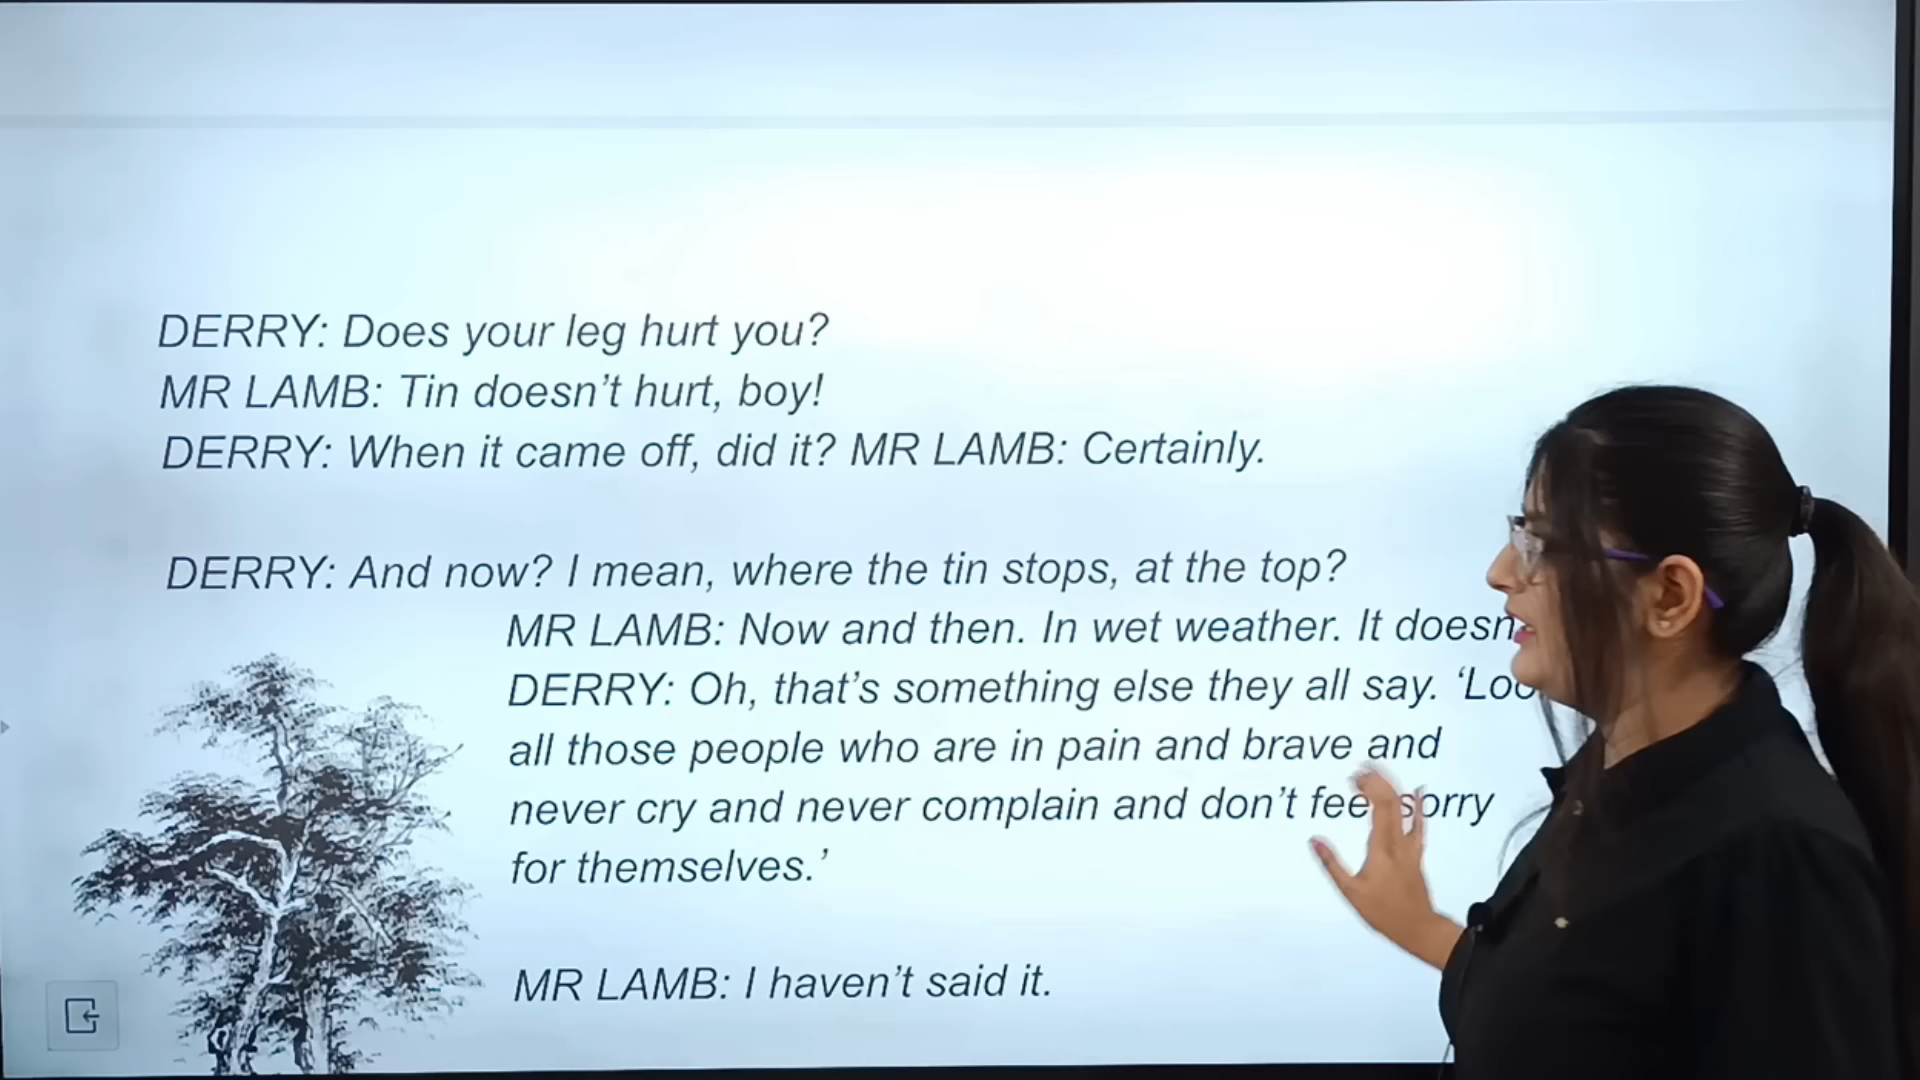 DERRY: Does your leg hurt you?
MR LAMB: Tin doesn’t hurt, boy!
DERRY: When it came off, did it? MR LAMB: Certainly.
DERRY: And now? I mean, where the tin stops, at the top?
MR LAMB: Now and then. In wet weather. It
DERRY: Oh, that’s something else they all say.
all those people who are in pain and brave and
never cry and never complain and don’t sorry
for themselves.’
MR LAMB: I haven’t said it.